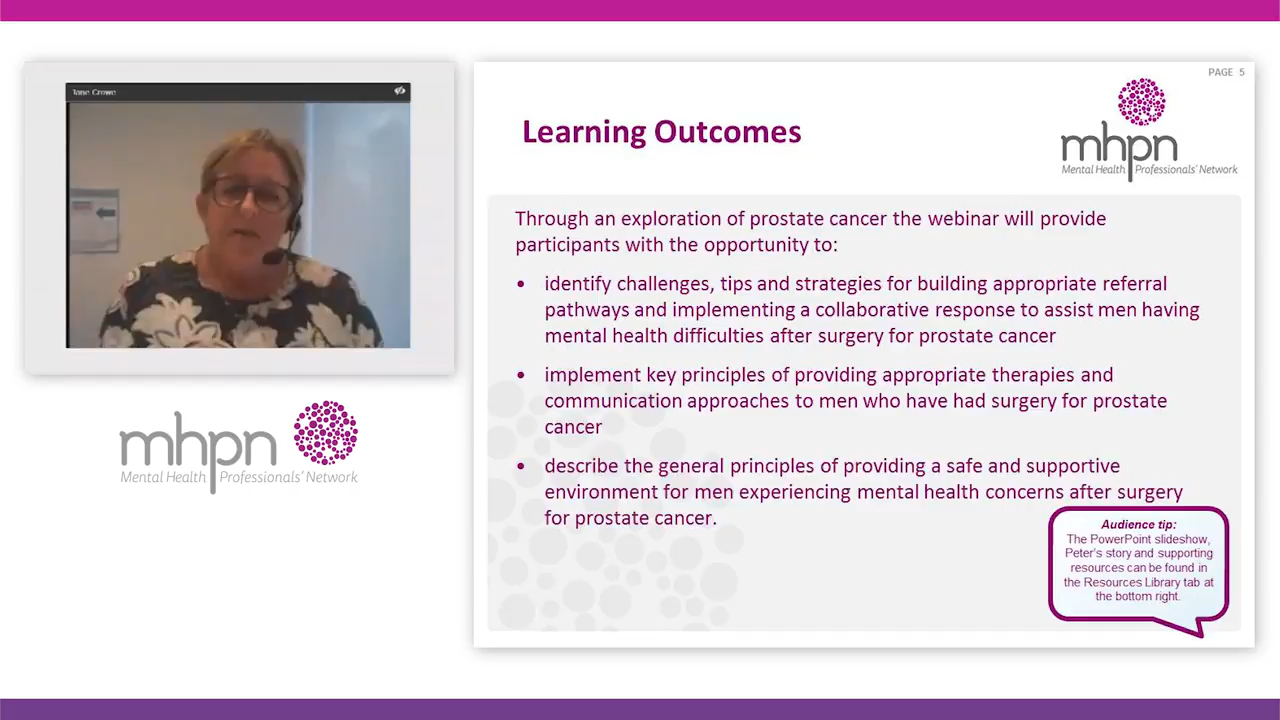 Jane Crowe
mhpn
Mental Health Professionals' Network
PAGE 5
Learning Outcomes
mhpn
Mental Health Professionals' Network
Through an exploration of prostate cancer the webinar will provide
participants with the opportunity to:
• identify challenges, tips and strategies for building appropriate referral
pathways and implementing a collaborative response to assist men having
mental health difficulties after surgery for prostate cancer
• implement key principles of providing appropriate therapies and
communication approaches to men who have had surgery for prostate
cancer
• describe the general principles of providing a safe and supportive
environment for men experiencing mental health concerns after surgery
for prostate cancer.
Audience tip:
The PowerPoint slideshow,
Peter's story and supporting
resources can be found in
the Resources Library tab at
the bottom right.